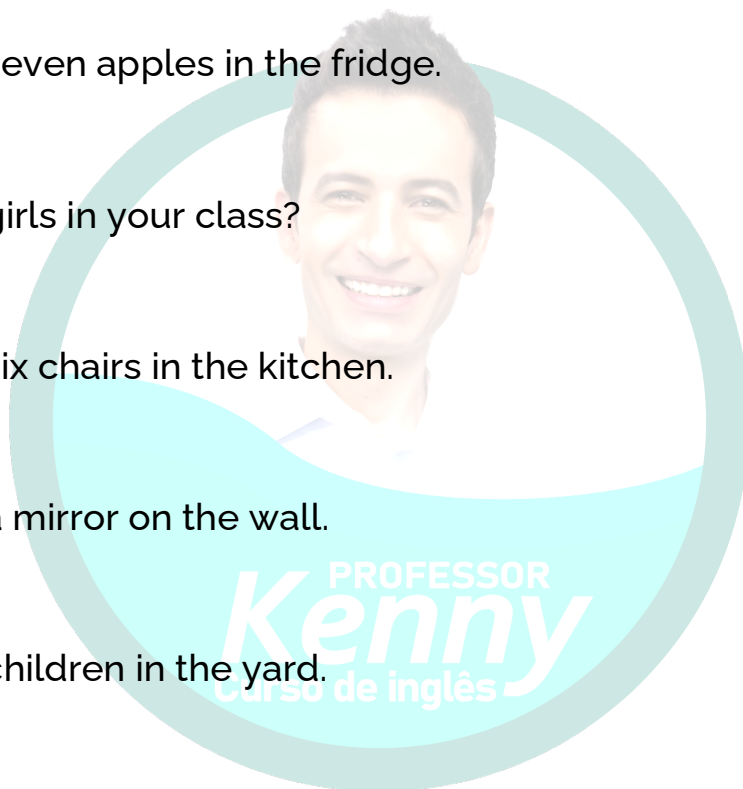 even apples in the fridge.
girls in your class?
ix chairs in the kitchen.
mirror on the wall.
PROFESSOR
Kenny
children in the yard.
Curso de inglês